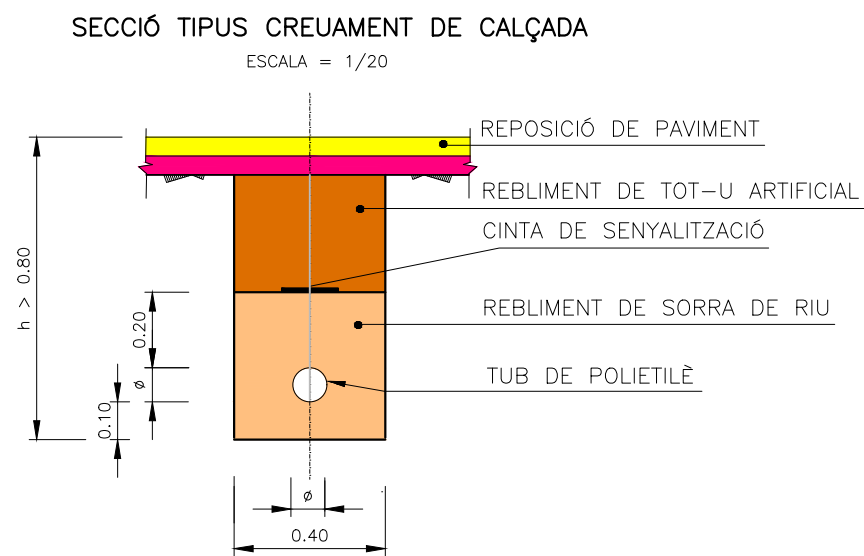 SECCIÓ TIPUS CREUAMENT DE CALÇADA
ESCALA = 1/20
REPOSICIÓ DE PAVIMENT
REBLIMENT DE TOT-U ARTIFICIAL
CINTA DE SENYALITZACIÓ
h > 0.80
0.20
REBLIMENT DE SORRA DE RIU
ø
TUB DE POLIETILÈ
0.10
ø
0.40